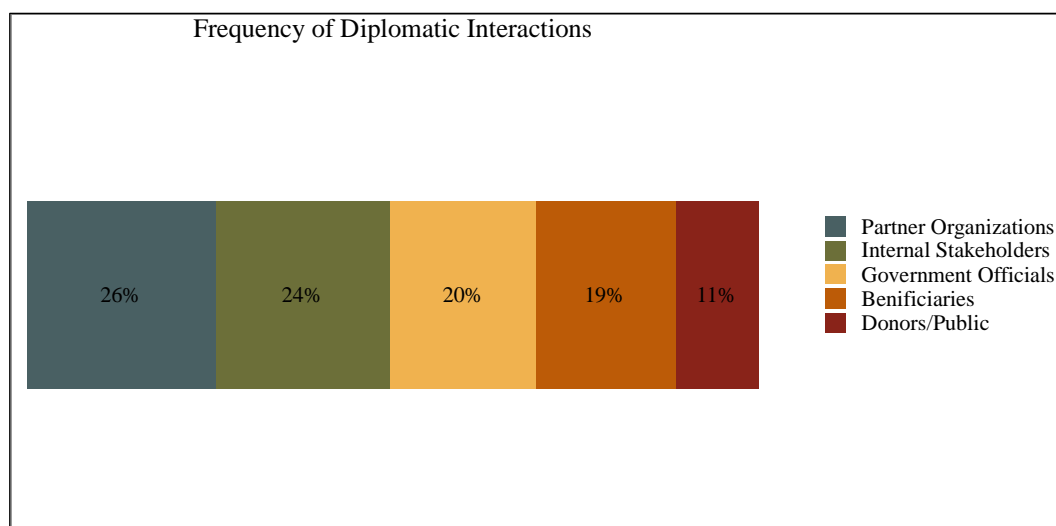 Frequency of Diplomatic Interactions
26% 24% 20% 19% 11%
Partner Organizations
Internal Stakeholders
Government Officials
Benificiaries
Donors/Public